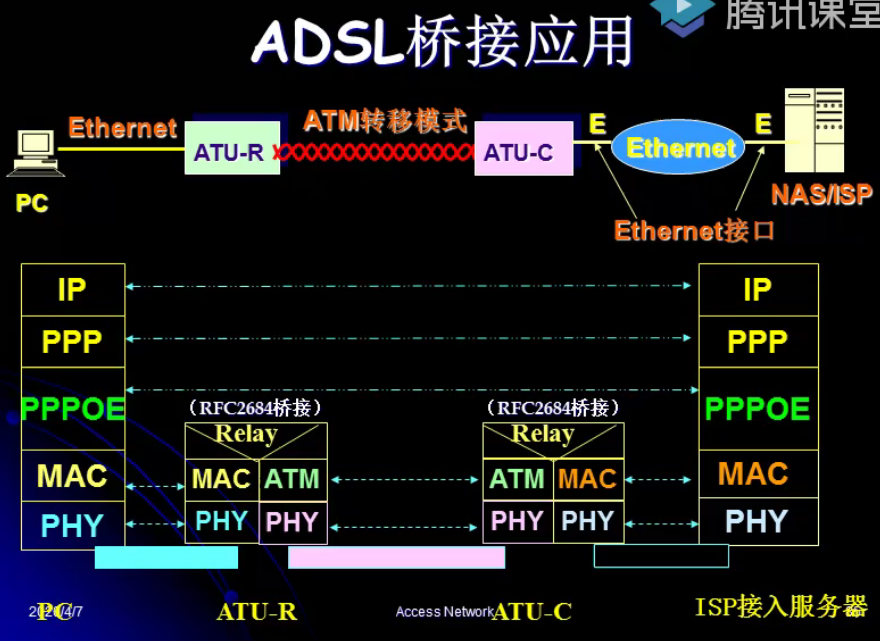 腾讯课堂
ADSL桥接应用
Ethernet
ATM转移模式
E
E
ATU-R
ATU-C
Ethernet
PC
NAS/ISP
Ethernet接口
IP
IP
PPP
PPP
PPPOE
(RFC2684桥接)
(RFC2684桥接)
PPPOE
Relay
Relay
MAC
MAC
ATM
ATM
MAC
MAC
PHY
PHY
PHY
PHY
PHY
PHY
PC
ATU-R
Access Network
ATU-C
ISP接入服务器